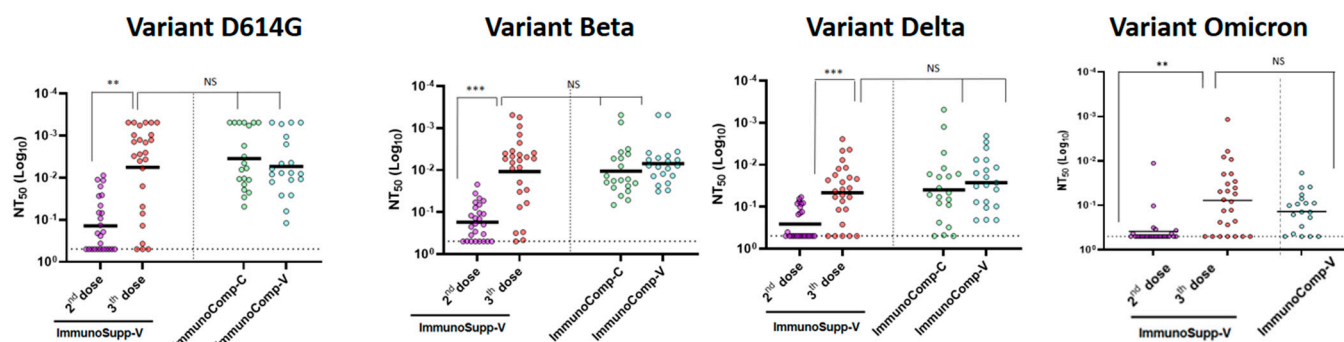 Variant D614G
** NS
NT50 (Log10)
10-4
10-3
10-2
10-1
100
2nd dose
3th dose
ImmunoComp-C
ImmunoComp-V
ImmunoSupp-V
Variant Beta
*** NS
NT50 (Log10)
10-4
10-3
10-2
10-1
100
2nd dose
3th dose
ImmunoComp-C
ImmunoComp-V
ImmunoSupp-V
Variant Delta
*** NS
NT50 (Log10)
10-4
10-3
10-2
10-1
100
2nd dose
3th dose
ImmunoComp-C
ImmunoComp-V
ImmunoSupp-V
Variant Omicron
** NS
NT50 (Log10)
10-4
10-2
10-1
100
2nd dose
3th dose
ImmunoComp-V
ImmunoSupp-V